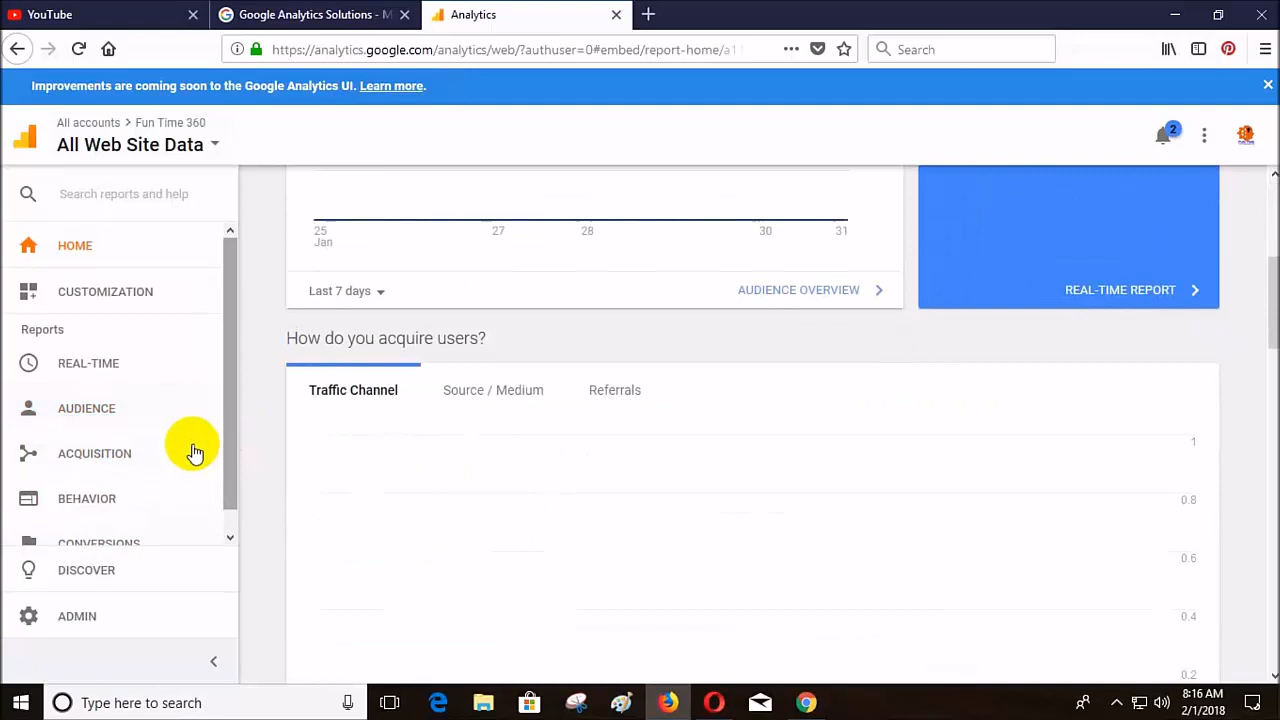 YouTube
Google Analytics Solutions - M
Analytics
https://analytics.google.com/analytics/web/?authuser=0#embed/report-home/a1
Search
Improvements are coming soon to the Google Analytics UI. Learn more.
All accounts > Fun Time 360
All Web Site Data
2
Search reports and help
HOME
CUSTOMIZATION
Reports
REAL-TIME
AUDIENCE
ACQUISITION
BEHAVIOR
CONVERSIONS
DISCOVER
ADMIN
25
Jan
27
28
30
31
Last 7 days
AUDIENCE OVERVIEW
REAL-TIME REPORT
How do you acquire users?
Traffic Channel
Source / Medium
Referrals
1
0.8
0.6
0.4
0.2
Type here to search
8:16 AM
2/1/2018